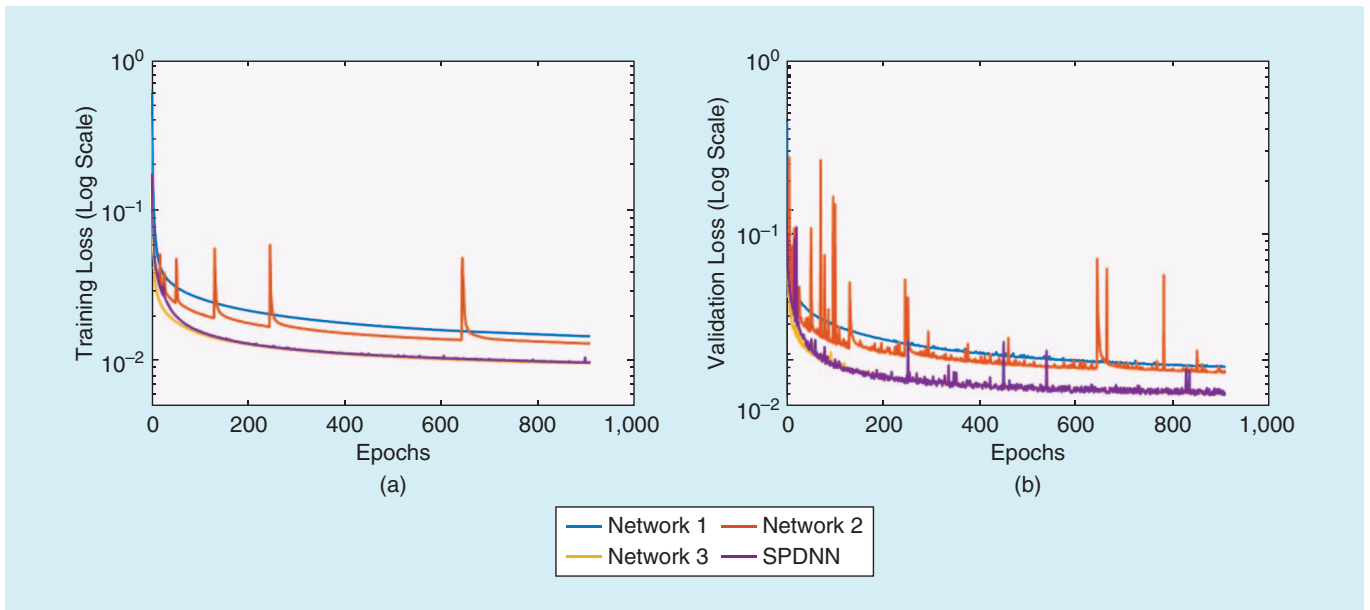 10^0
10^−1
10^−2
Training Loss (Log Scale)
0 200 400 600 800 1,000
Epochs
(a)
10^0
10^−1
10^−2
Validation Loss (Log Scale)
0 200 400 600 800 1,000
Epochs
(b)
Network 1 Network 2
Network 3 SPDNN